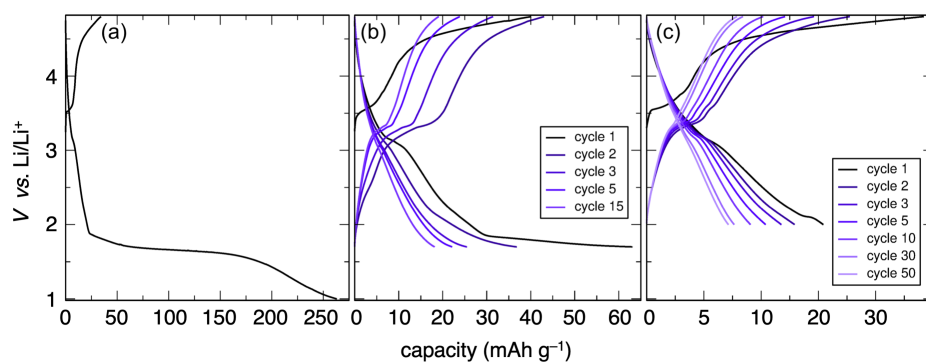 (a) (b) (c)
4
3
2
1
V vs. Li/Li⁺
cycle 1
cycle 2
cycle 3
cycle 5
cycle 15
cycle 1
cycle 2
cycle 3
cycle 5
cycle 10
cycle 30
cycle 50
0 50 100 150 200 250 0 10 20 30 40 50 60 0 5 10 20 30
capacity (mAh g⁻¹)